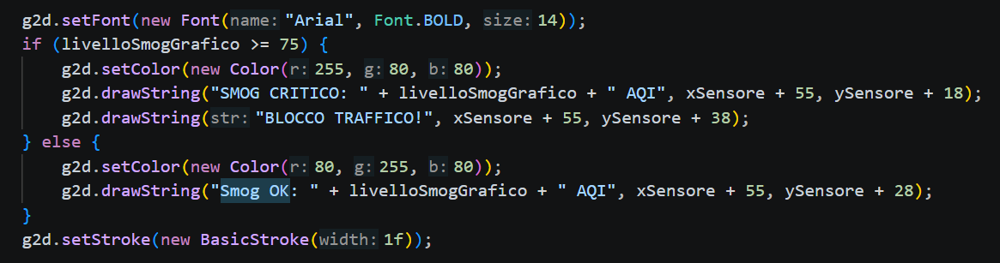 g2d.setFont(new Font(name: "Arial", Font.BOLD, size: 14));
if (livelloSmogGrafico >= 75) {
    g2d.setColor(new Color(r: 255, g: 80, b: 80));
    g2d.drawString("SMOG CRITICO: " + livelloSmogGrafico + " AQI", xSensore + 55, ySensore + 18);
    g2d.drawString(str: "BLOCCO TRAFFICO!", xSensore + 55, ySensore + 38);
} else {
    g2d.setColor(new Color(r: 80, g: 255, b: 80));
    g2d.drawString("Smog OK: " + livelloSmogGrafico + " AQI", xSensore + 55, ySensore + 28);
}
g2d.setStroke(new BasicStroke(width: 1f));